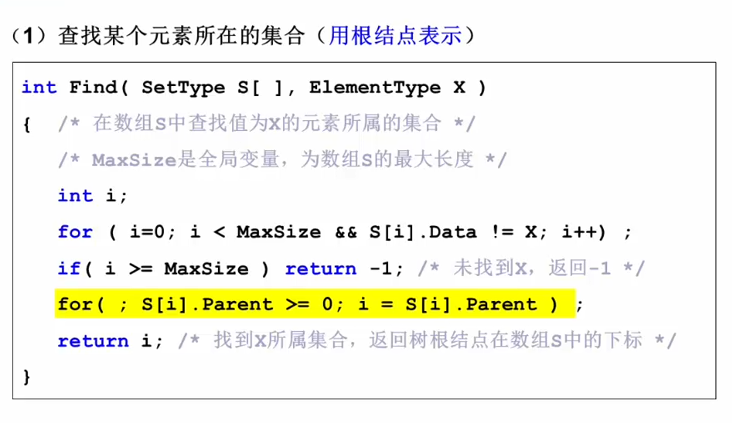 （1）查找某个元素所在的集合（用根结点表示）
int Find( SetType S[ ], ElementType X )
{ /* 在数组S中查找值为X的元素所属的集合 */
/* MaxSize是全局变量，为数组S的最大长度 */
int i;
for ( i=0; i < MaxSize && S[i].Data != X; i++) ;
if( i >= MaxSize ) return -1; /* 未找到X，返回-1 */
for( ; S[i].Parent >= 0; i = S[i].Parent ) ;
return i; /* 找到X所属集合，返回树根结点在数组S中的下标 */
}